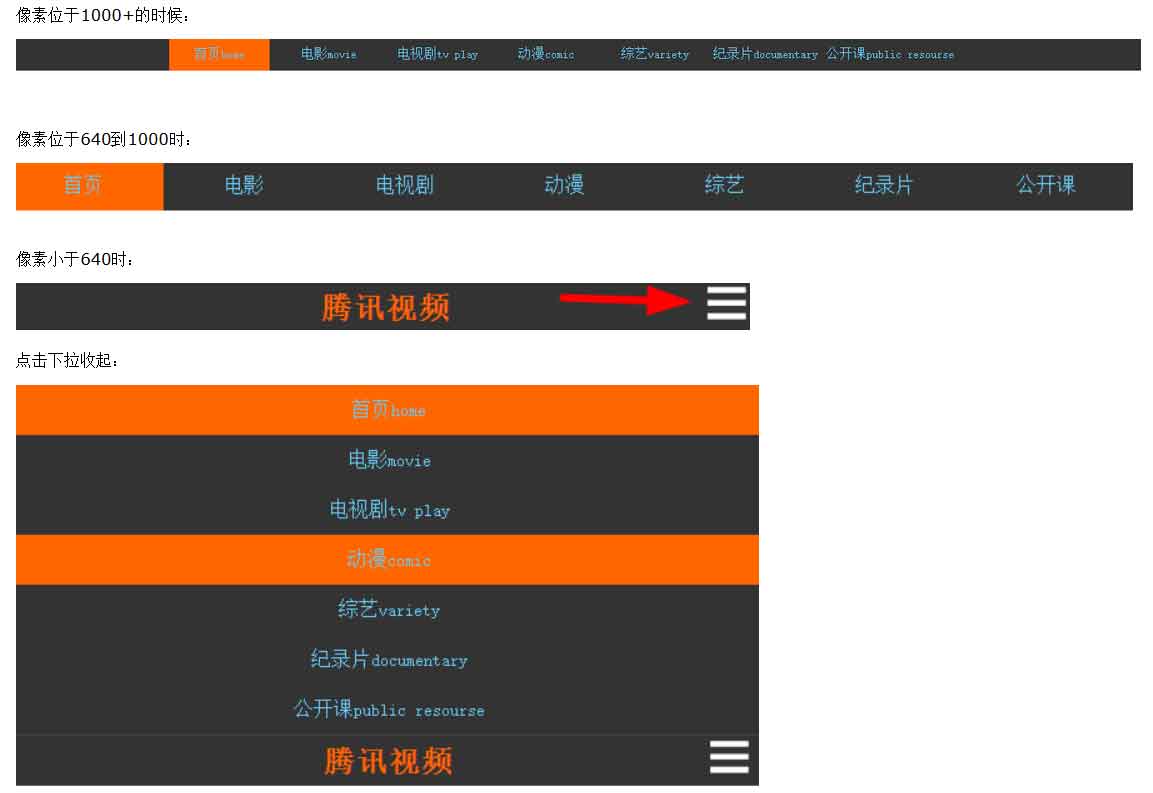 像素位于1000+的时候：
首页home 电影movie 电视剧tv play 动漫comic 综艺variety 纪录片documentary 公开课public resourse
像素位于640到1000时：
首页 电影 电视剧 动漫 综艺 纪录片 公开课
像素小于640时：
腾讯视频
点击下拉收起：
首页home
电影movie
电视剧tv play
动漫comic
综艺variety
纪录片documentary
公开课public resourse
腾讯视频